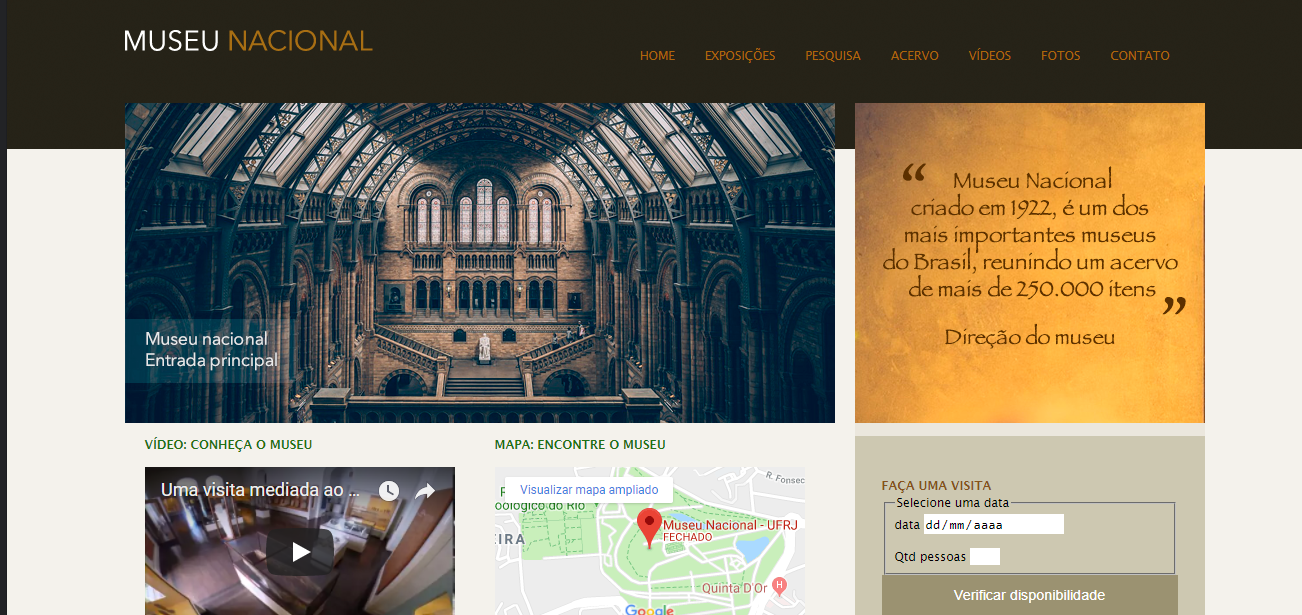 MUSEU NACIONAL
HOME EXPOSIÇÕES PESQUISA ACERVO VÍDEOS FOTOS CONTATO
Museu nacional
Entrada principal
“ Museu Nacional
criado em 1922, é um dos
mais importantes museus
do Brasil, reunindo um acervo
de mais de 250.000 itens ”
Direção do museu
VÍDEO: CONHEÇA O MUSEU
Uma visita mediada ao ...
MAPA: ENCONTRE O MUSEU
R. Fonsec
Visualizar mapa ampliado
oológico do Rio
Museu Nacional - UFRJ
FECHADO
EIRA
Quinta D'Or
H
Google
FAÇA UMA VISITA
Selecione uma data
data dd/mm/aaaa
Qtd pessoas
Verificar disponibilidade